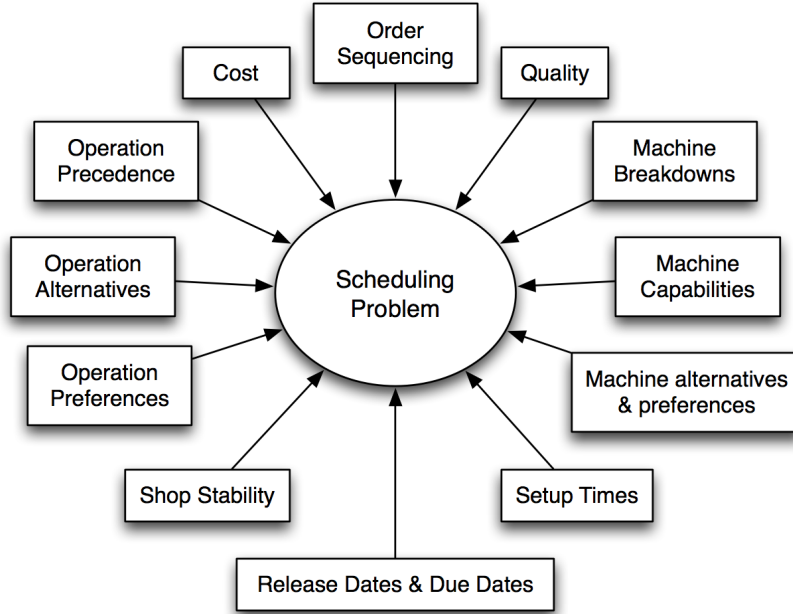 Order
Sequencing
Cost
Quality
Operation
Precedence
Machine
Breakdowns
Operation
Alternatives
Scheduling
Problem
Machine
Capabilities
Operation
Preferences
Machine alternatives
& preferences
Shop Stability
Setup Times
Release Dates & Due Dates